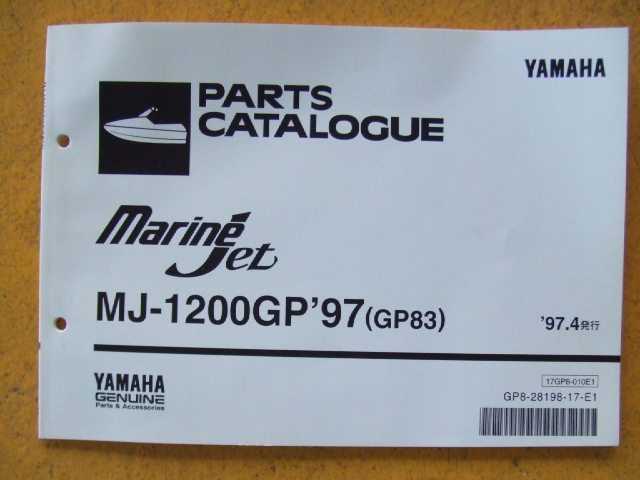 YAMAHA
PARTS
CATALOGUE
Marine
Jet
MJ-1200GP'97(GP83)
'97.4発行
YAMAHA
GENUINE
Parts & Accessories
17GP8-010E1
GP8-28198-17-E1